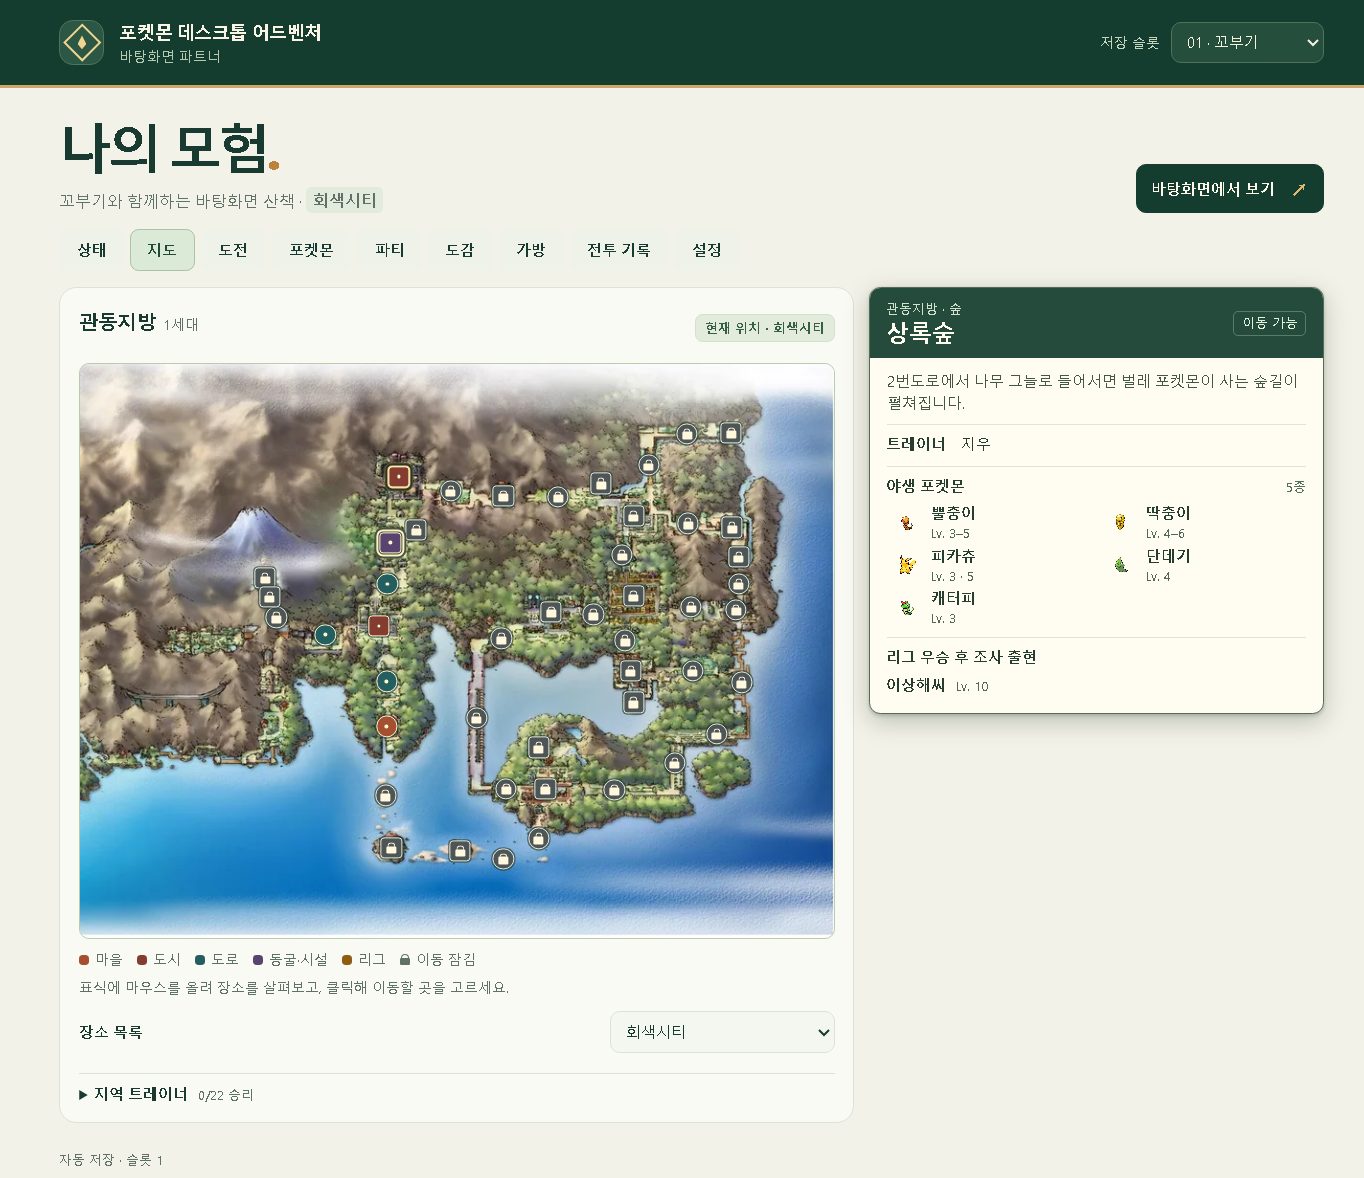 포켓몬 데스크톱 어드벤처
바탕화면 파트너
저장 슬롯
01 · 꼬부기
나의 모험.
꼬부기와 함께하는 바탕화면 산책 · 회색시티
바탕화면에서 보기
상태
지도
도전
포켓몬
파티
도감
가방
전투 기록
설정
관동지방 1세대
현재 위치 · 회색시티
마을
도시
도로
동굴·시설
리그
이동 잠김
표식에 마우스를 올려 장소를 살펴보고, 클릭해 이동할 곳을 고르세요.
장소 목록
회색시티
지역 트레이너 0/22 승리
관동지방 · 숲
상록숲
이동 가능
2번도로에서 나무 그늘로 들어서면 벌레 포켓몬이 사는 숲길이
펼쳐집니다.
트레이너 지우
야생 포켓몬
5종
뿔충이
Lv. 3–5
딱충이
Lv. 4–6
피카츄
Lv. 3 · 5
단데기
Lv. 4
캐터피
Lv. 3
리그 우승 후 조사 출현
이상해씨 Lv. 10
자동 저장 · 슬롯 1